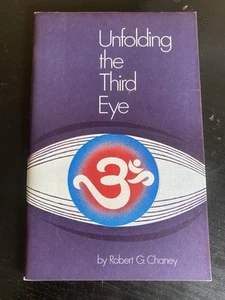 Unfolding
the
Third
Eye
ॐ
by Robert G. Chaney